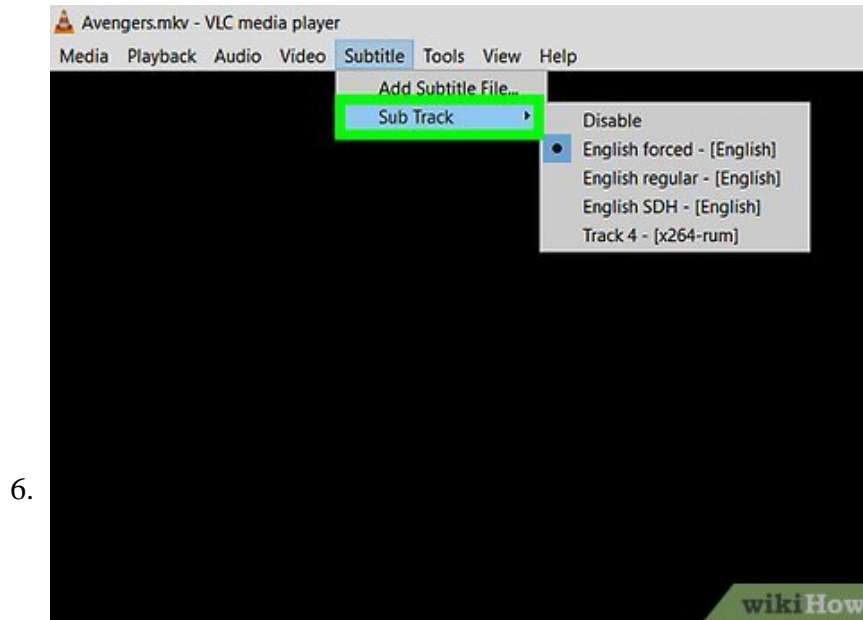 Avengers.mkv - VLC media player
Media Playback Audio Video Subtitle Tools View Help
Add Subtitle File...
Sub Track
Disable
English forced - [English]
English regular - [English]
English SDH - [English]
Track 4 - [x264-rum]
6.
wikiHow